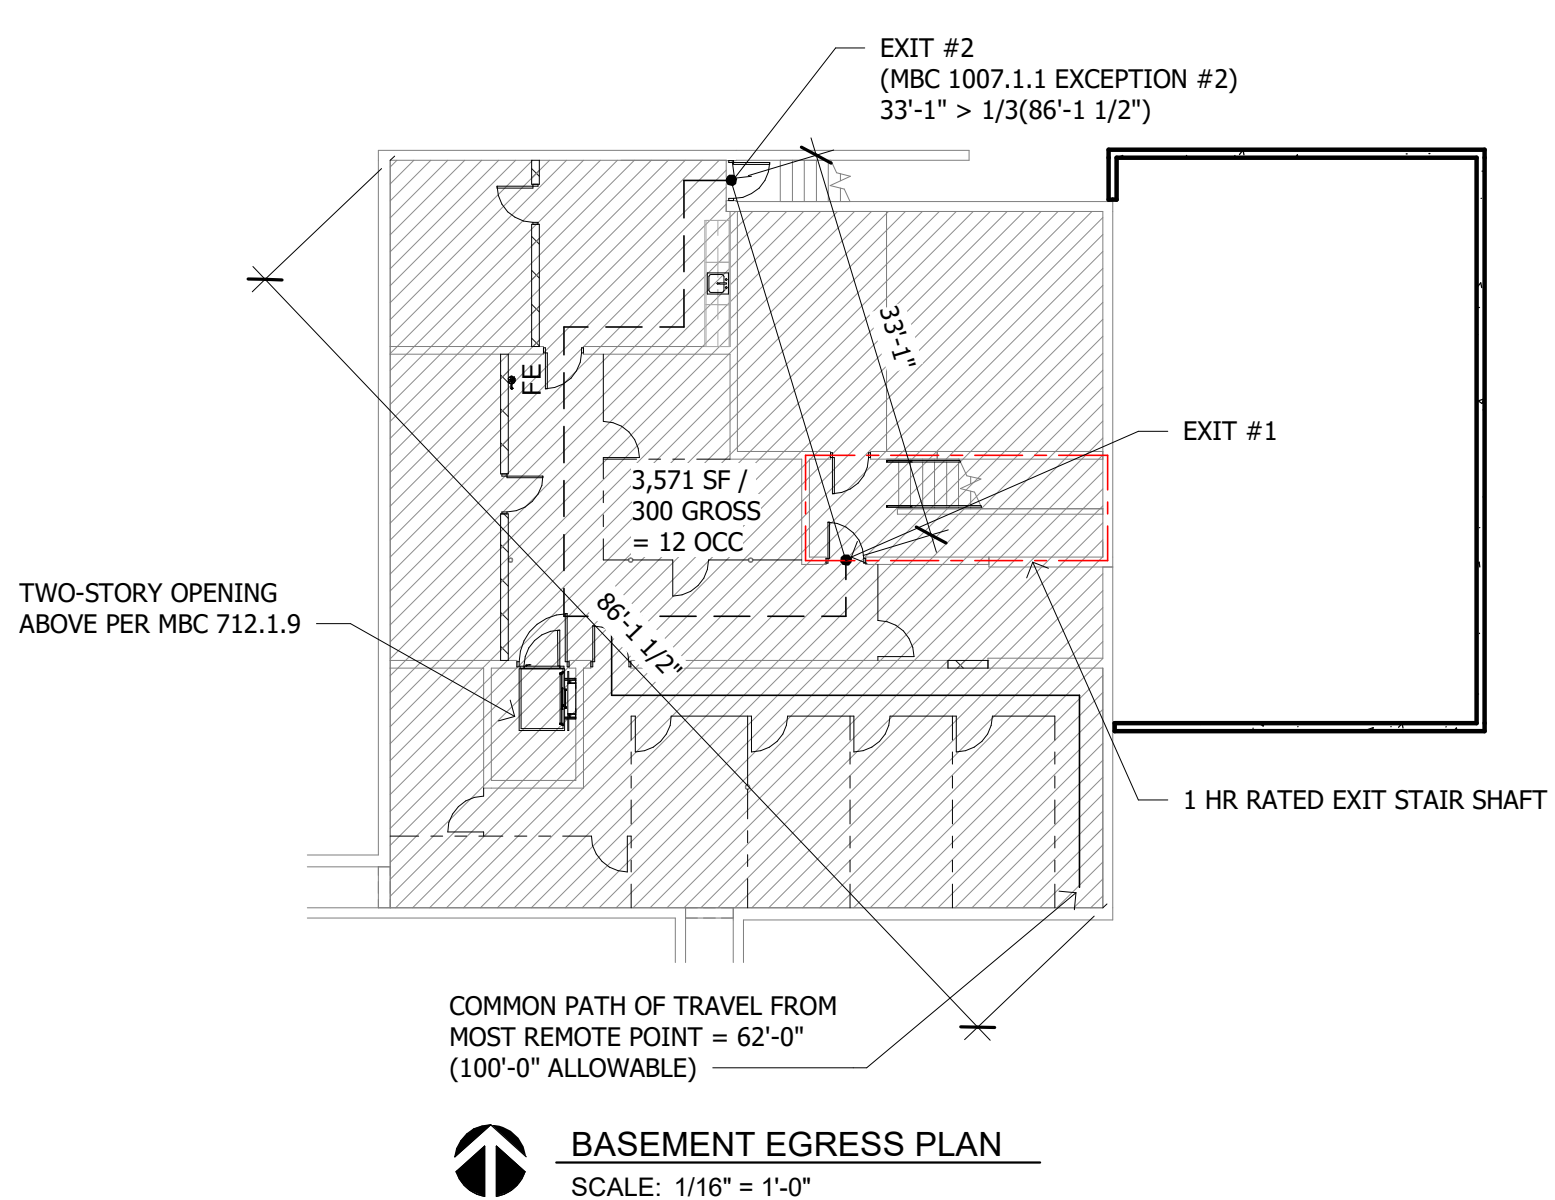 EXIT #2
(MBC 1007.1.1 EXCEPTION #2)
33'-1" > 1/3(86'-1 1/2")
33'-1"
FE
EXIT #1
3,571 SF /
300 GROSS
= 12 OCC
TWO-STORY OPENING
ABOVE PER MBC 712.1.9
86'-1 1/2"
1 HR RATED EXIT STAIR SHAFT
COMMON PATH OF TRAVEL FROM
MOST REMOTE POINT = 62'-0"
(100'-0" ALLOWABLE)
BASEMENT EGRESS PLAN
SCALE: 1/16" = 1'-0"